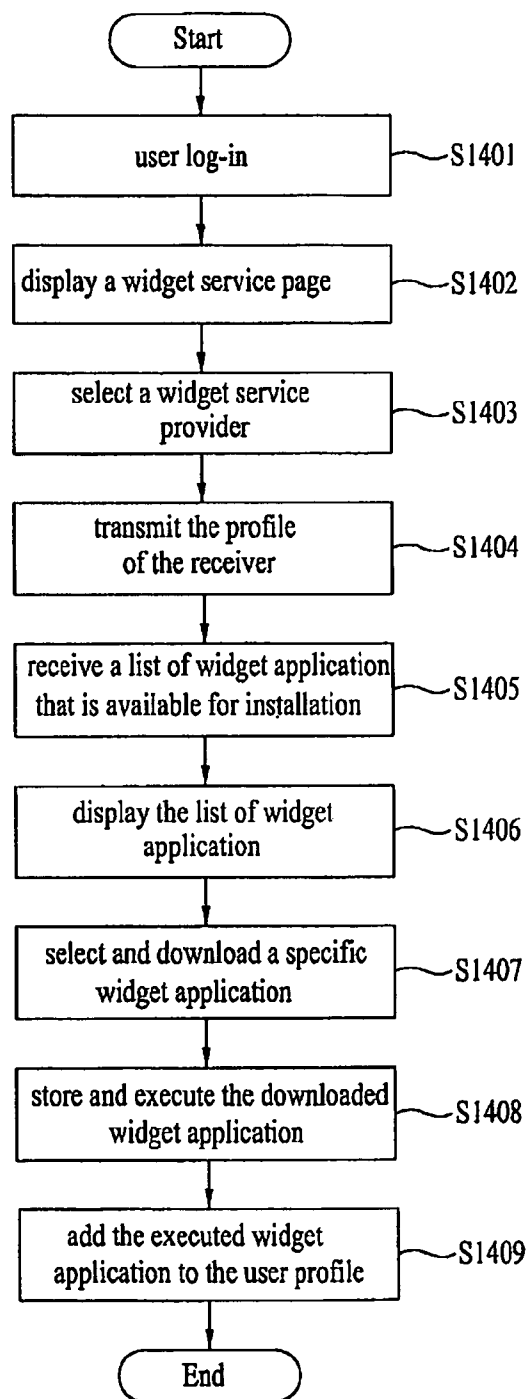 Start
user log-in
S1401
display a widget service page
S1402
select a widget service
provider
S1403
transmit the profile
of the receiver
S1404
receive a list of widget application
that is available for installation
S1405
display the list of widget
application
S1406
select and download a specific
widget application
S1407
store and execute the downloaded
widget application
S1408
add the executed widget
application to the user profile
S1409
End